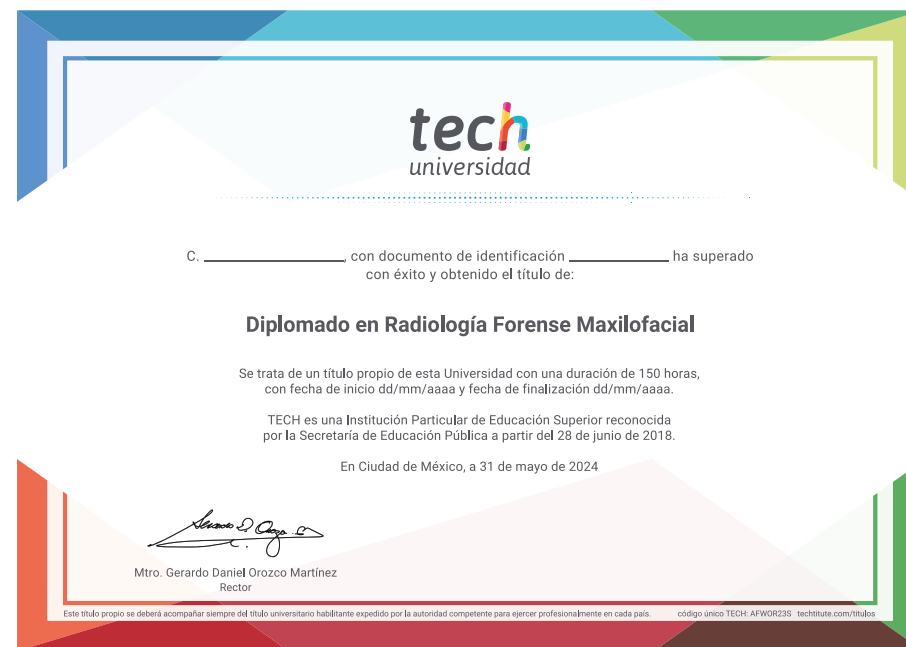 tech
universidad
C. ____________, con documento de identificación ____________ ha superado
con éxito y obtenido el título de:
Diplomado en Radiología Forense Maxilofacial
Se trata de un título propio de esta Universidad con una duración de 150 horas,
con fecha de inicio dd/mm/aaaa y fecha de finalización dd/mm/aaaa.
TECH es una Institución Particular de Educación Superior reconocida
por la Secretaría de Educación Pública a partir del 28 de junio de 2018.
En Ciudad de México, a 31 de mayo de 2024
Mtro. Gerardo Daniel Orozco Martínez
Rector
Este título propio se deberá acompañar siempre del título universitario habilitante expedido por la autoridad competente para ejercer profesionalmente en cada país. código único TECH: AFWOR23S techtitute.com/titulos